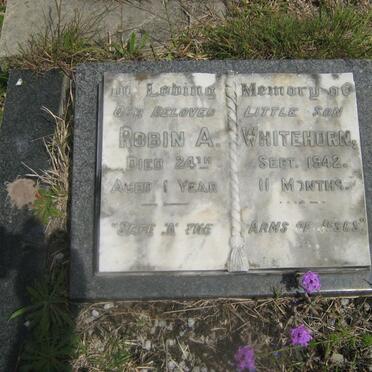 In Loving Memory of
Our Beloved Little Son
Robin A. Whitehorn,
Died 24th Sept. 1942.
Aged 1 Year 11 Months.
"Safe in the Arms of Jesus"